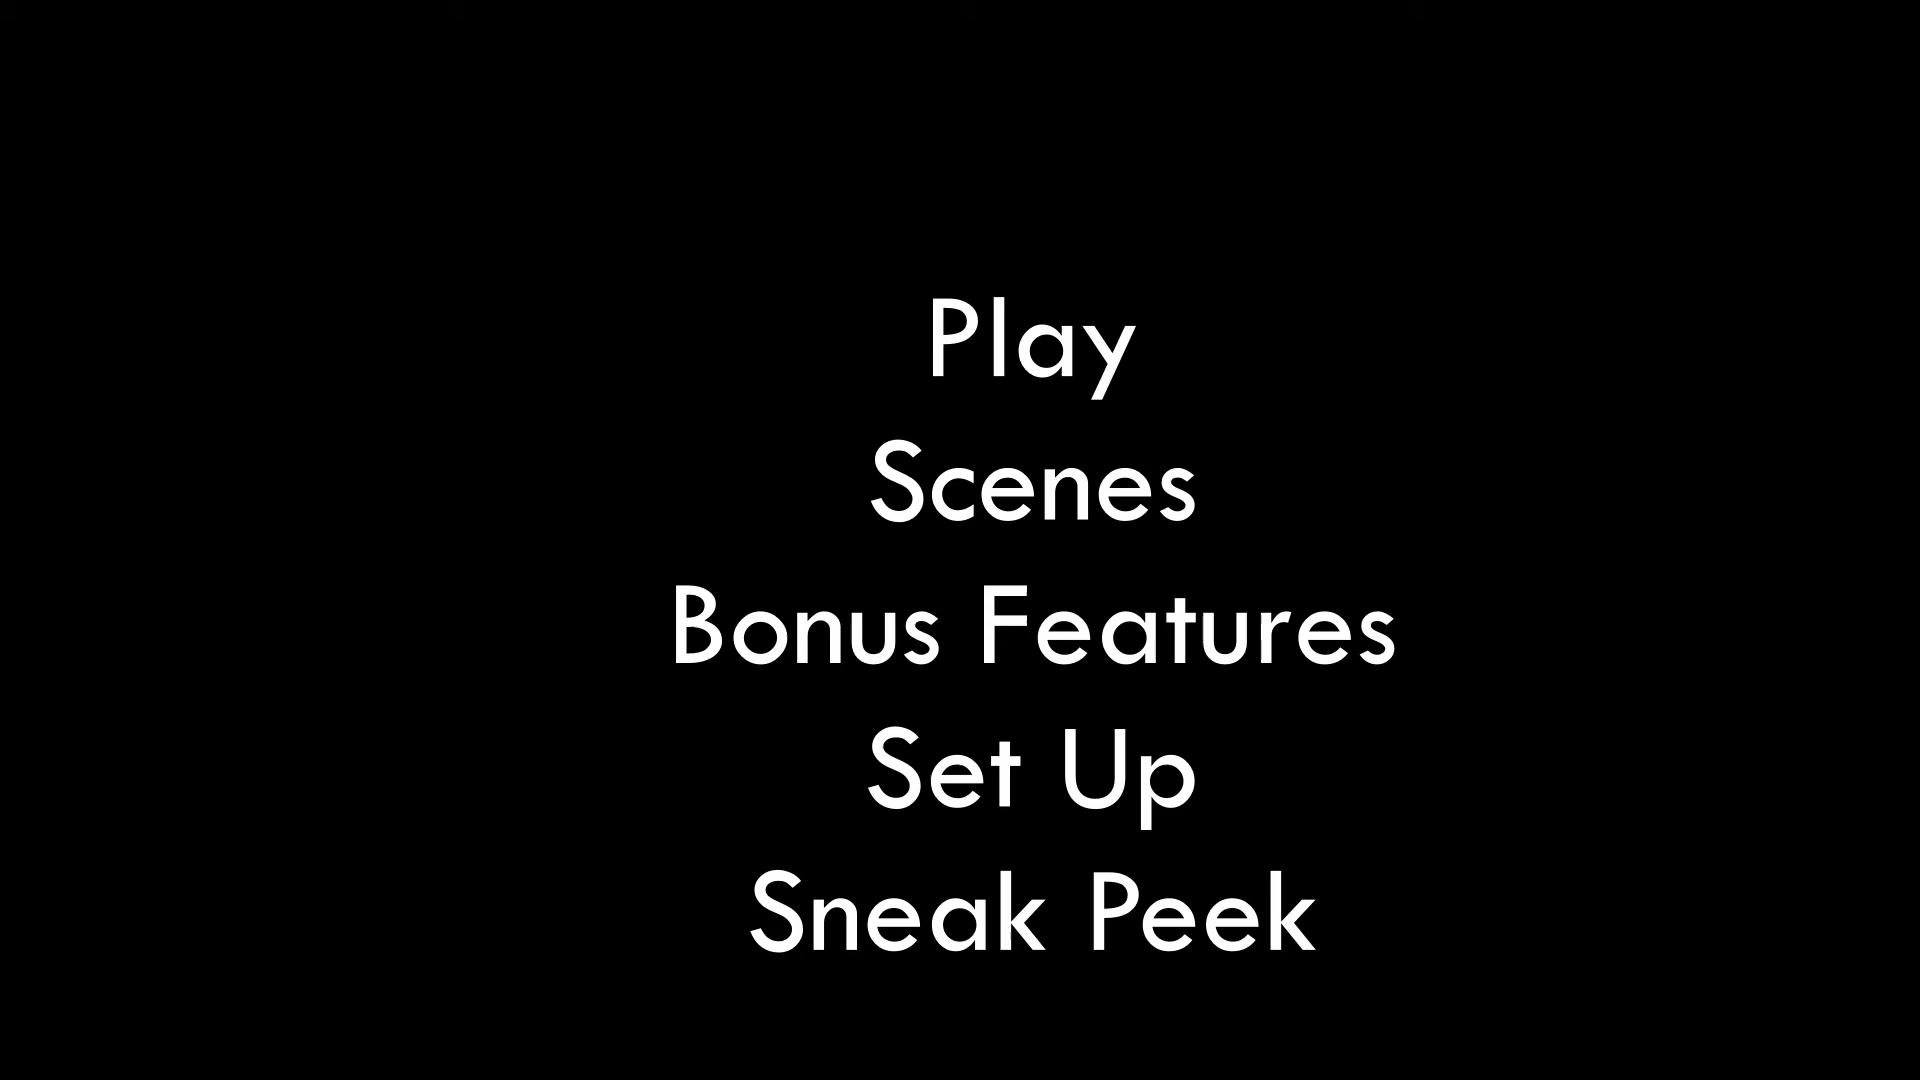 Play
Scenes
Bonus Features
Set Up
Sneak Peek